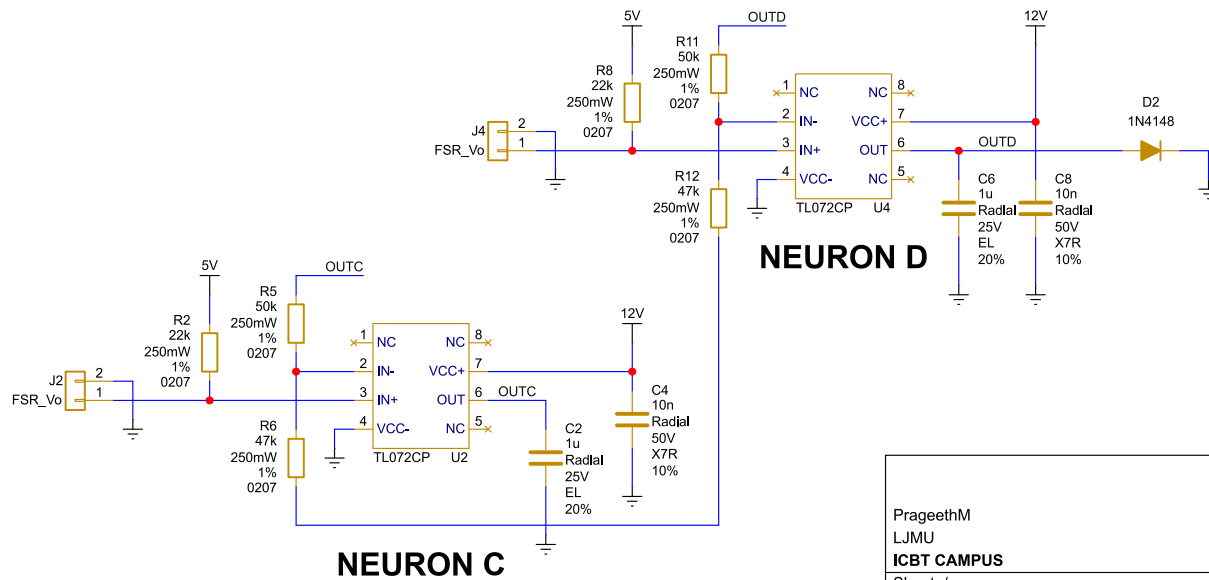 5V
R8
22k
250mW
1%
0207
J4
FSR_Vo
2
1
OUTD
R11
50k
250mW
1%
0207
R12
47k
250mW
1%
0207
1 NC
2 IN-
3 IN+
4 VCC-
NC 8
VCC+ 7
OUT 6
NC 5
TL072CP U4
12V
OUTD
D2
1N4148
C6
1u
Radial
25V
EL
20%
C8
10n
Radial
50V
X7R
10%
NEURON D
5V
R2
22k
250mW
1%
0207
J2
FSR_Vo
2
1
OUTC
R5
50k
250mW
1%
0207
R6
47k
250mW
1%
0207
1 NC
2 IN-
3 IN+
4 VCC-
NC 8
VCC+ 7
OUT 6
NC 5
TL072CP U2
12V
OUTC
C2
1u
Radial
25V
EL
20%
C4
10n
Radial
50V
X7R
10%
NEURON C
PrageethM
LJMU
ICBT CAMPUS